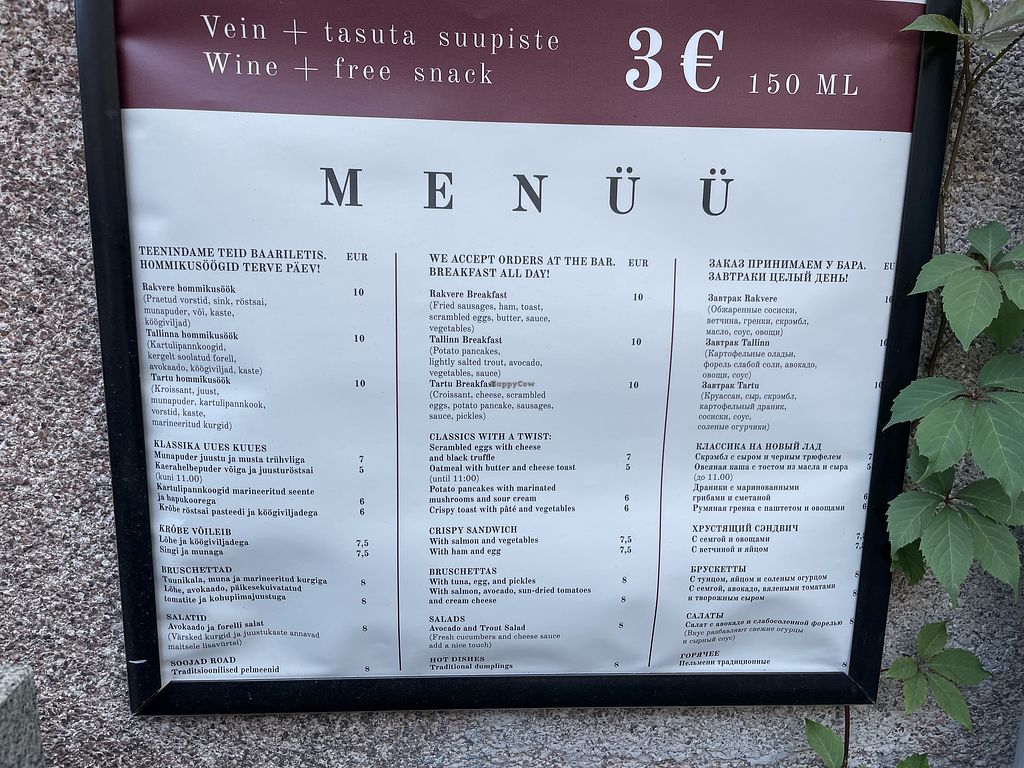 Vein + tasuta suupiste
Wine + free snack
3€ 150 ML
MENÜÜ
TEENINDAME TEID BAARILETIS. EUR
HOMMIKUSÖÖGID TERVE PÄEV!
Rakvere hommikusöök 10
(Praetud vorstid, sink, röstsai,
munapuder, või, kaste,
köögiviljad)
Tallinna hommikusöök 10
(Kartulipannkoogid,
kergelt soolatud forell,
avokaado, köögiviljad, kaste)
Tartu hommikusöök 10
(Kroissant, juust,
munapuder, kartulipannkook,
vorstid, kaste,
marineeritud kurgid)
KLASSIKA UUES KUUES
Munapuder juustu ja musta trühvliga 7
Kaerahelbepuder võiga ja juusturöstsai 5
(kuni 11.00)
Kartulipannkoogid marineeritud seente
ja hapukoorega 6
Krõbe röstsai pasteedi ja köögiviljadega 6
KRÕBE VÕILEIB
Lõhe ja köögiviljadega 7,5
Singi ja munaga 7,5
BRUSCHETTAD
Tuunikala, muna ja marineeritud kurgiga 8
Lõhe, avokaado, päikesekuivatatud
tomatite ja kohupiimajuustuga 8
SALATID
Avokaado ja forelli salat 8
(Värsked kurgid ja juustukaste annavad
maitsele lisavürtsi)
SOOJAD ROAD
Traditsioonilised pelmeenid 8
WE ACCEPT ORDERS AT THE BAR. EUR
BREAKFAST ALL DAY!
Rakvere Breakfast 10
(Fried sausages, ham, toast,
scrambled eggs, butter, sauce,
vegetables)
Tallinn Breakfast 10
(Potato pancakes,
lightly salted trout, avocado,
vegetables, sauce)
Tartu Breakfast 10
HappyCow
(Croissant, cheese, scrambled
eggs, potato pancake, sausages,
sauce, pickles)
CLASSICS WITH A TWIST:
Scrambled eggs with cheese
and black truffle 7
Oatmeal with butter and cheese toast 5
(until 11:00)
Potato pancakes with marinated
mushrooms and sour cream 6
Crispy toast with pâté and vegetables 6
CRISPY SANDWICH
With salmon and vegetables 7,5
With ham and egg 7,5
BRUSCHETTAS
With tuna, egg, and pickles 8
With salmon, avocado, sun-dried tomatoes
and cream cheese 8
SALADS
Avocado and Trout Salad 8
(Fresh cucumbers and cheese sauce
add a nice touch)
HOT DISHES
Traditional dumplings 8
ЗАКАЗ ПРИНИМАЕМ У БАРА. EU
ЗАВТРАКИ ЦЕЛЫЙ ДЕНЬ!
Завтрак Rakvere 10
(Обжаренные сосиски,
ветчина, гренки, скрэмбл,
масло, соус, овощи)
Завтрак Tallinn 10
(Картофельные оладьи,
форель слабой соли, авокадо,
овощи, соус)
Завтрак Tartu 10
(Круассан, сыр, скрэмбл,
картофельный драник,
сосиски, соус,
соленые огурчики)
КЛАССИКА НА НОВЫЙ ЛАД
Скрэмбл с сыром и черным трюфелем 7
Овсяная каша с тостом из масла и сыра 5
(до 11.00)
Драники с маринованными
грибами и сметаной 6
Румяная гренка с паштетом и овощами 6
ХРУСТЯЩИЙ СЭНДВИЧ
С семгой и овощами 7,
С ветчиной и яйцом 7,
БРУСКЕТТЫ
С тунцом, яйцом и соленым огурцом 8
С семгой, авокадо, вялеными томатами
и творожным сыром 8
САЛАТЫ
Салат с авокадо и слабосоленной форелью 8
(Вкус разбавляют свежие огурцы
и сырный соус)
ГОРЯЧЕЕ
Пельмени традиционные 8